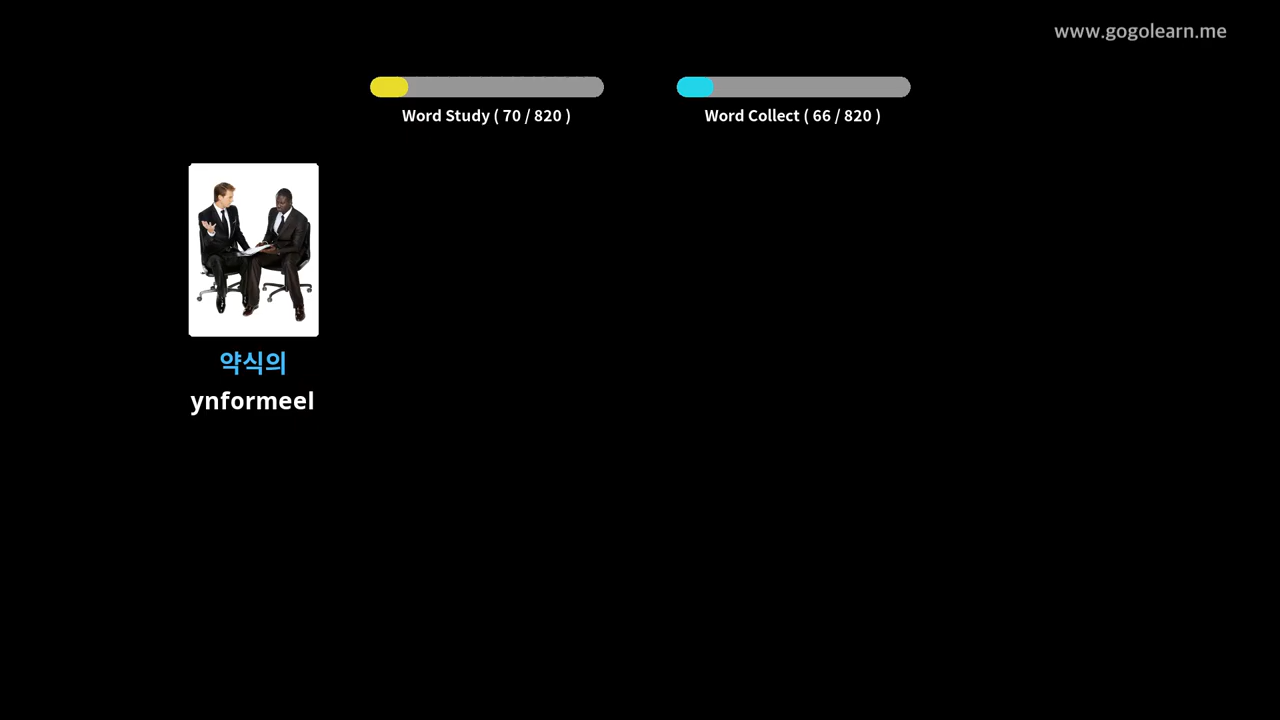 www.gogolearn.me
Word Study ( 70 / 820 )
Word Collect ( 66 / 820 )
약식의
ynformeel